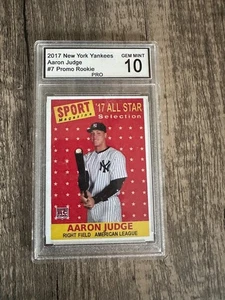 2017 New York Yankees
Aaron Judge
#7 Promo Rookie
PRO
GEM MINT
10
SPORT
MAGAZINE
'17 ALL STAR
Selection
RC
AARON JUDGE
RIGHT FIELD AMERICAN LEAGUE